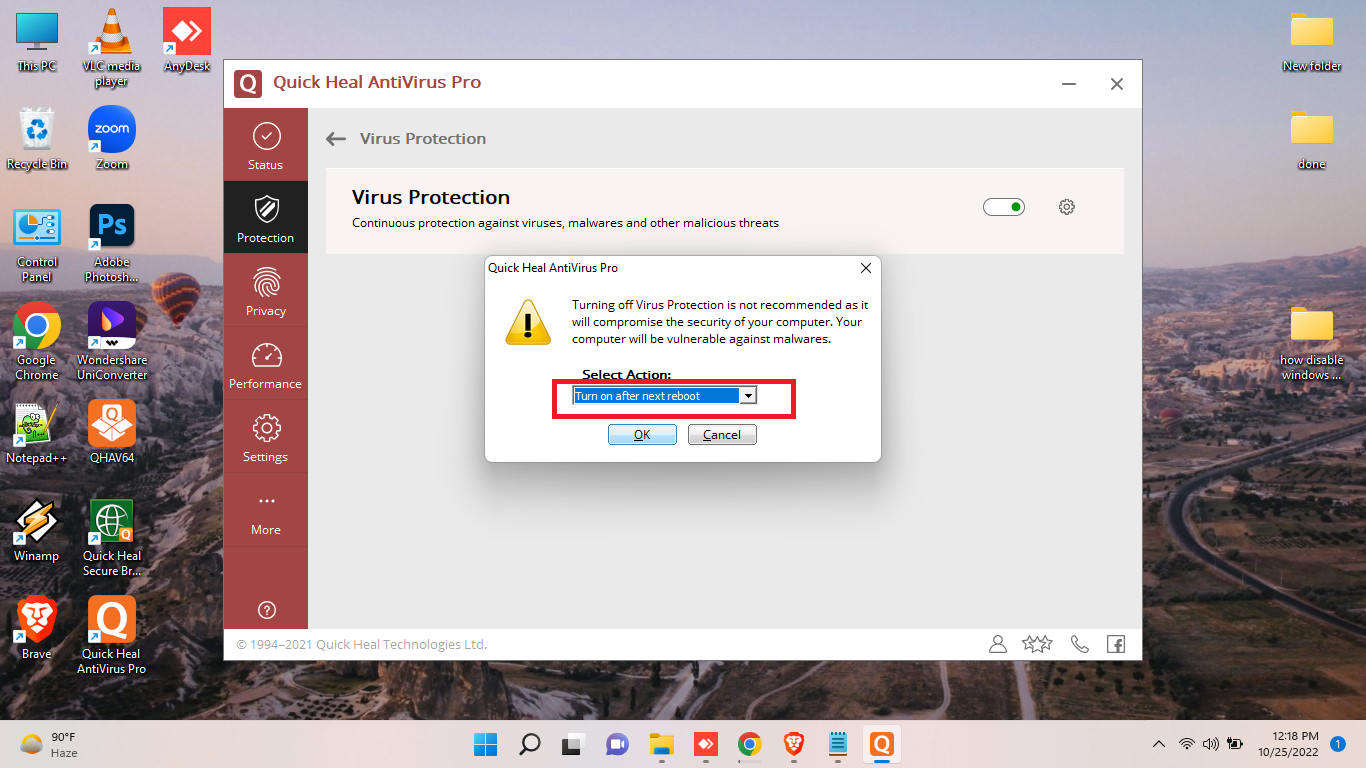 This PC
VLC media
player
AnyDesk
Recycle Bin
zoom
Zoom
Control
Panel
Ps
Adobe
Photosh...
Google
Chrome
Wondershare
UniConverter
Notepad++
QHAV64
Winamp
Quick Heal
Secure Br...
Brave
Quick Heal
AntiVirus Pro
New folder
done
how disable
windows ...
Q Quick Heal AntiVirus Pro
Status
Protection
Privacy
Performance
Settings
More
?
Virus Protection
Virus Protection
Continuous protection against viruses, malwares and other malicious threats
Quick Heal AntiVirus Pro
Turning off Virus Protection is not recommended as it
will compromise the security of your computer. Your
computer will be vulnerable against malwares.
Select Action:
Turn on after next reboot
OK
Cancel
© 1994–2021 Quick Heal Technologies Ltd.
90°F
Haze
12:18 PM
10/25/2022
1